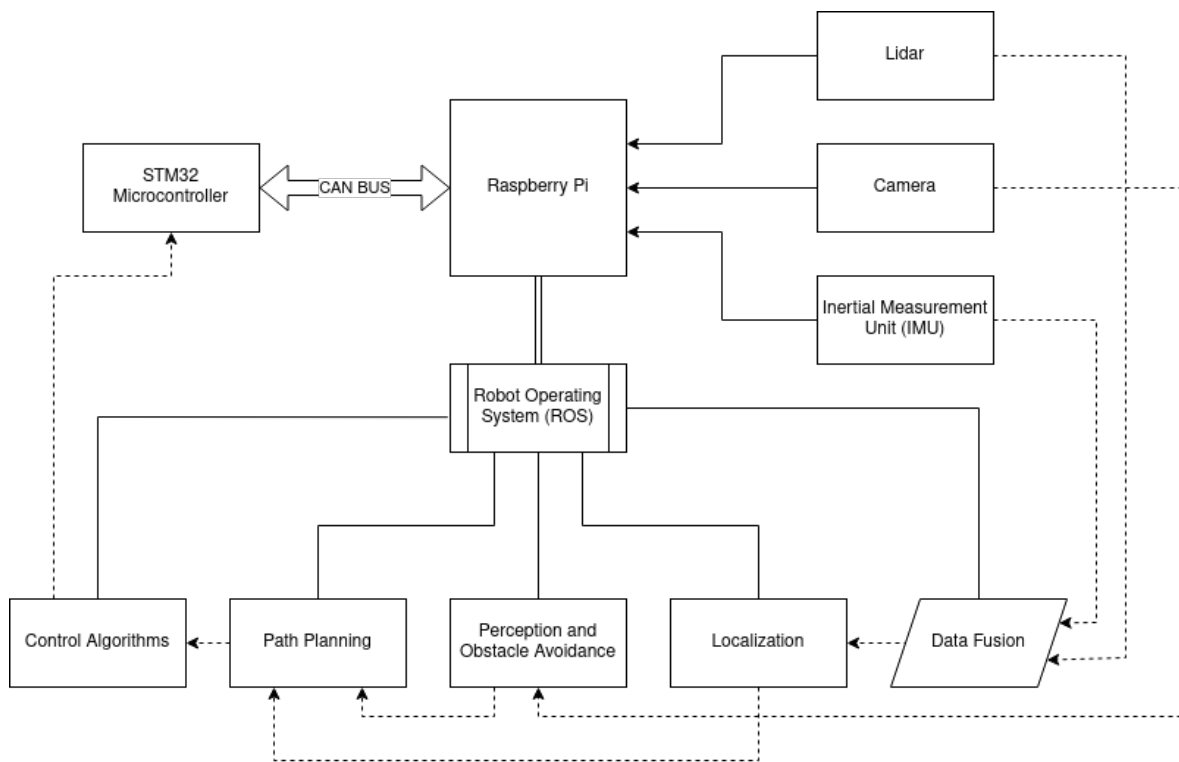 Lidar
STM32
Microcontroller
CAN BUS
Raspberry Pi
Camera
Inertial Measurement
Unit (IMU)
Robot Operating
System (ROS)
Control Algorithms
Path Planning
Perception and
Obstacle Avoidance
Localization
Data Fusion